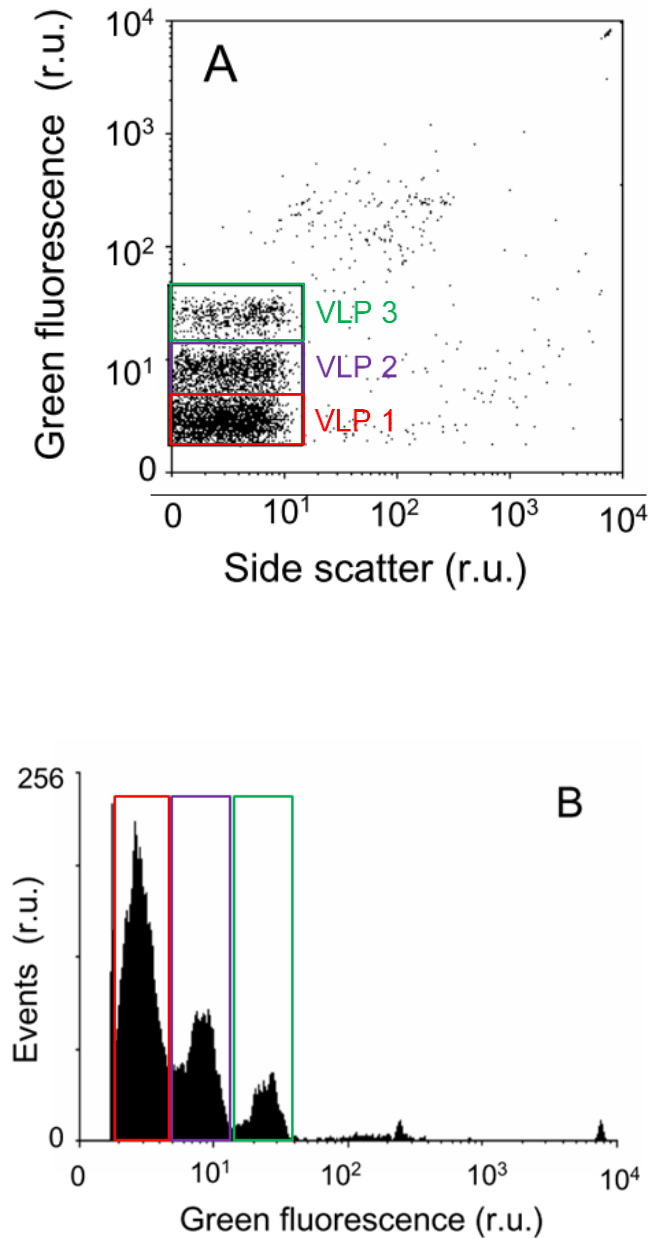 10⁴
A
Green fluorescence (r.u.)
10³
10²
VLP 3
10¹
VLP 2
VLP 1
0
0 10¹ 10² 10³ 10⁴
Side scatter (r.u.)
256
B
Events (r.u.)
0
0 10¹ 10² 10³ 10⁴
Green fluorescence (r.u.)